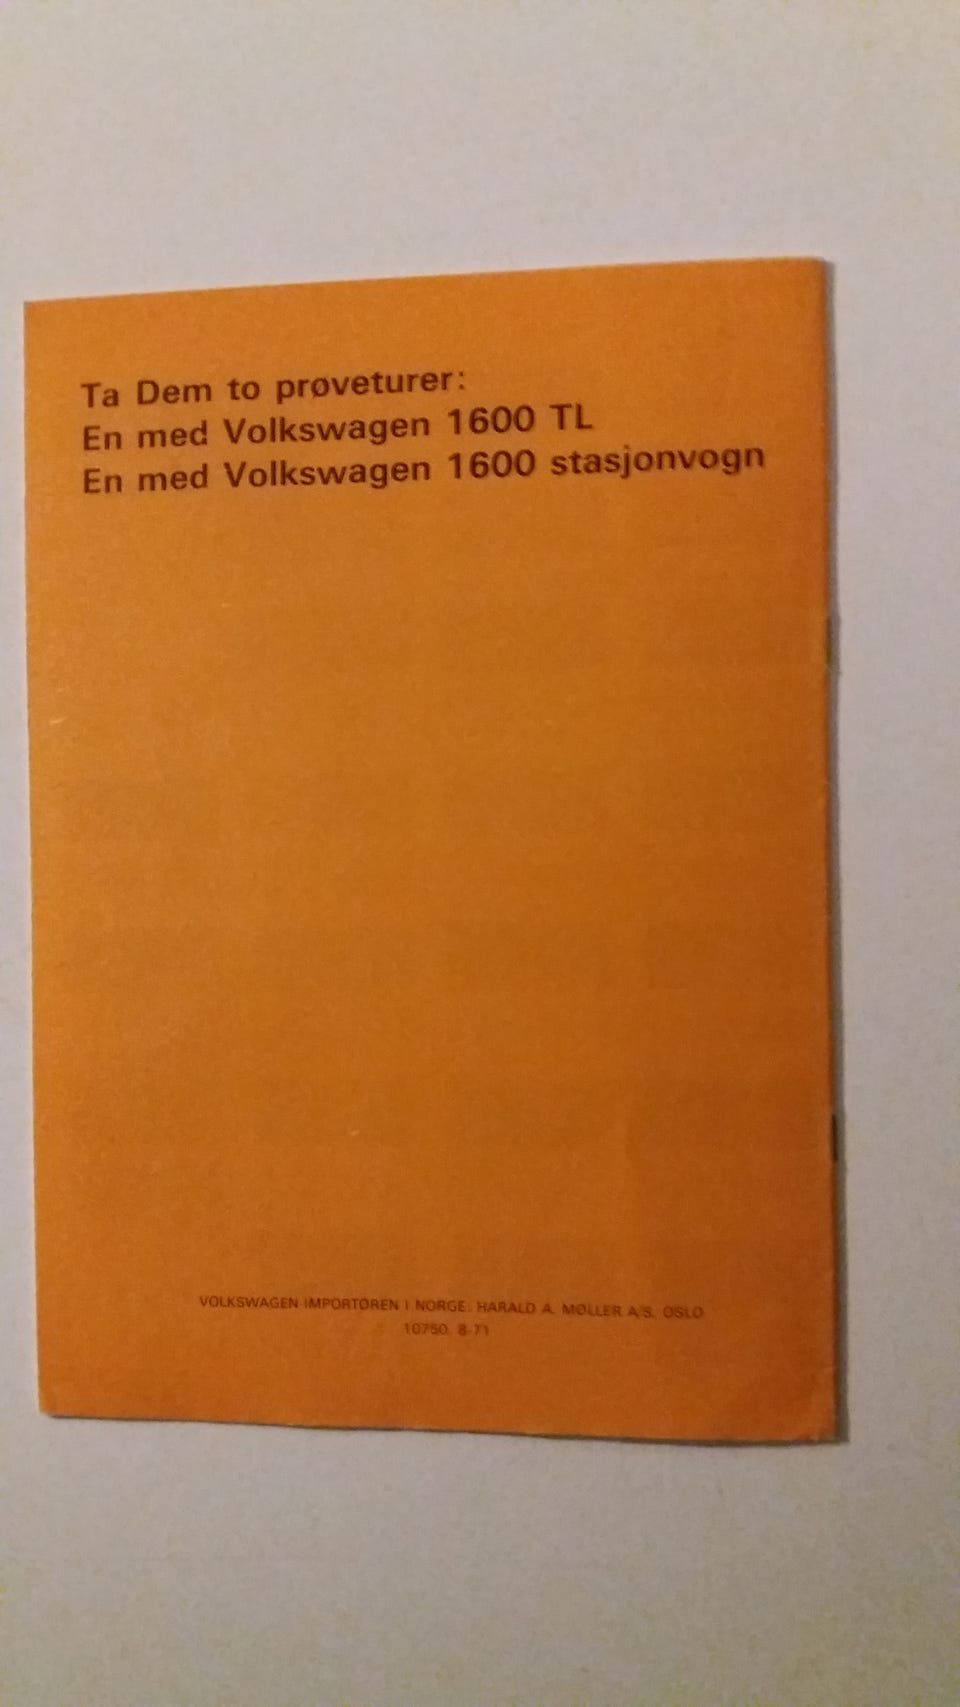 Ta Dem to prøveturer:
En med Volkswagen 1600 TL
En med Volkswagen 1600 stasjonvogn
VOLKSWAGEN-IMPORTØREN I NORGE: HARALD A. MØLLER A/S, OSLO
10750. 8-71